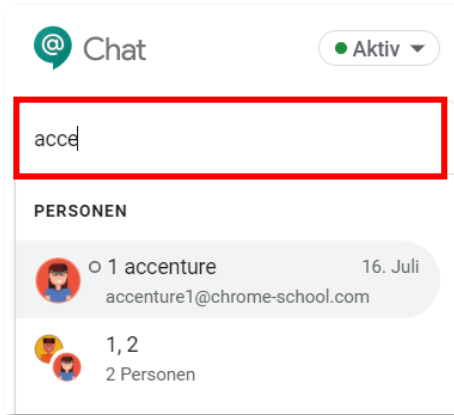 @ Chat
Aktiv
acce
PERSONEN
1 accenture
16. Juli
accenture1@chrome-school.com
1, 2
2 Personen